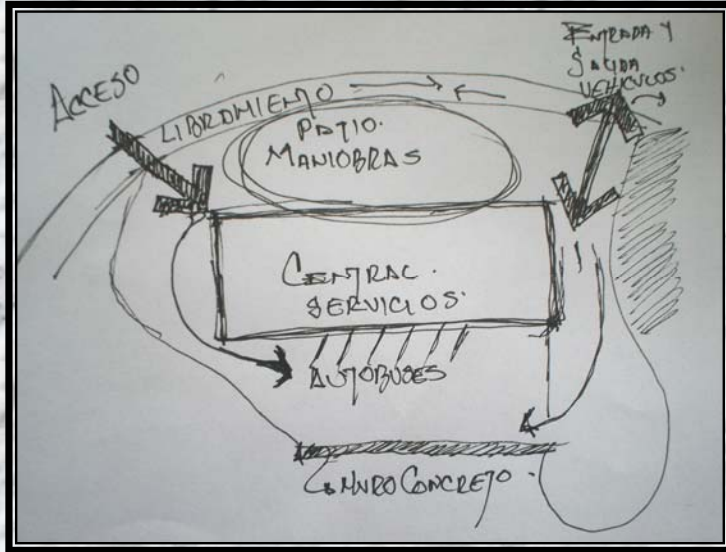 ACCESO
LIBRAMIENTO
ENTRADA Y
SALIDA
VEHICULOS.
PATIO.
MANIOBRAS
CENTRAL.
SERVICIOS.
AUTOBUSES
MURO CONCRETO.